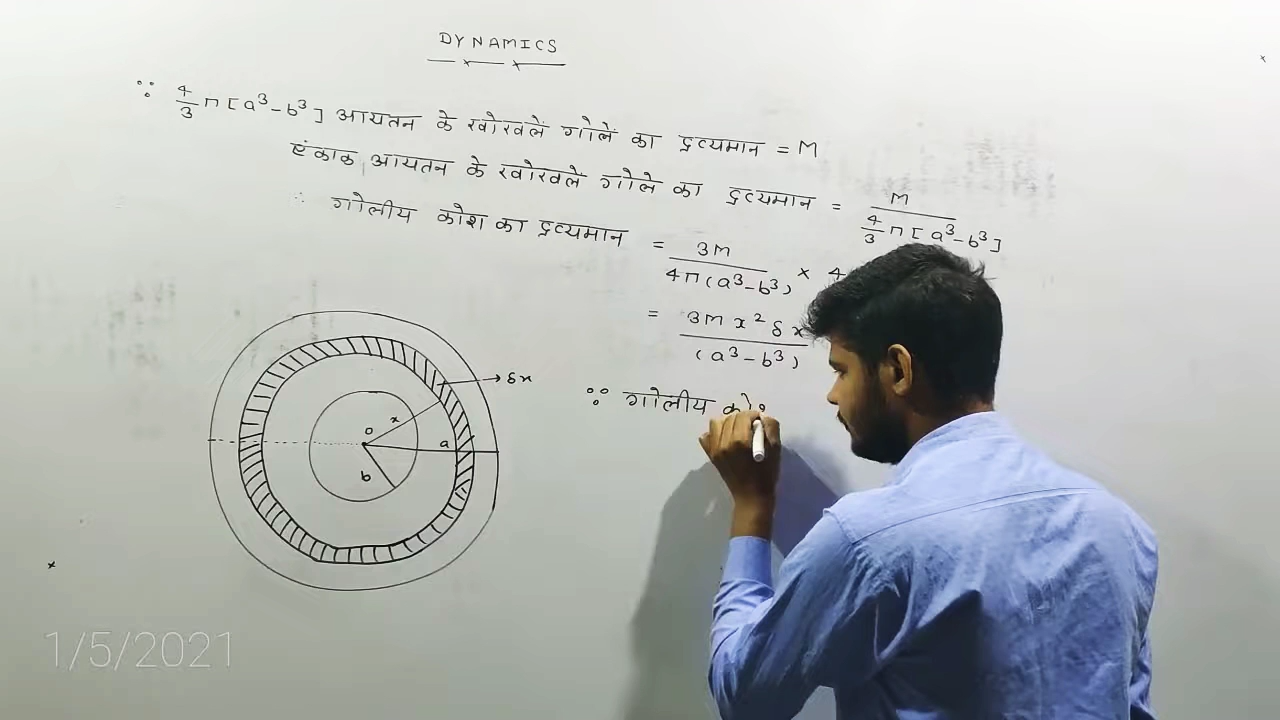 DYNAMICS
∵ 4/3 π [a³-b³] आयतन के खोखले गोले का द्रव्यमान = M
एंकाक आयतन के खोखले गोले का द्रव्यमान = M / 4/3 π [a³-b³]
∴ गोलीय कोश का द्रव्यमान = 3M / 4π(a³-b³) × 4
= 3M x² δx / (a³-b³)
δx
∵ गोलीय
x
o
a
b
1/5/2021